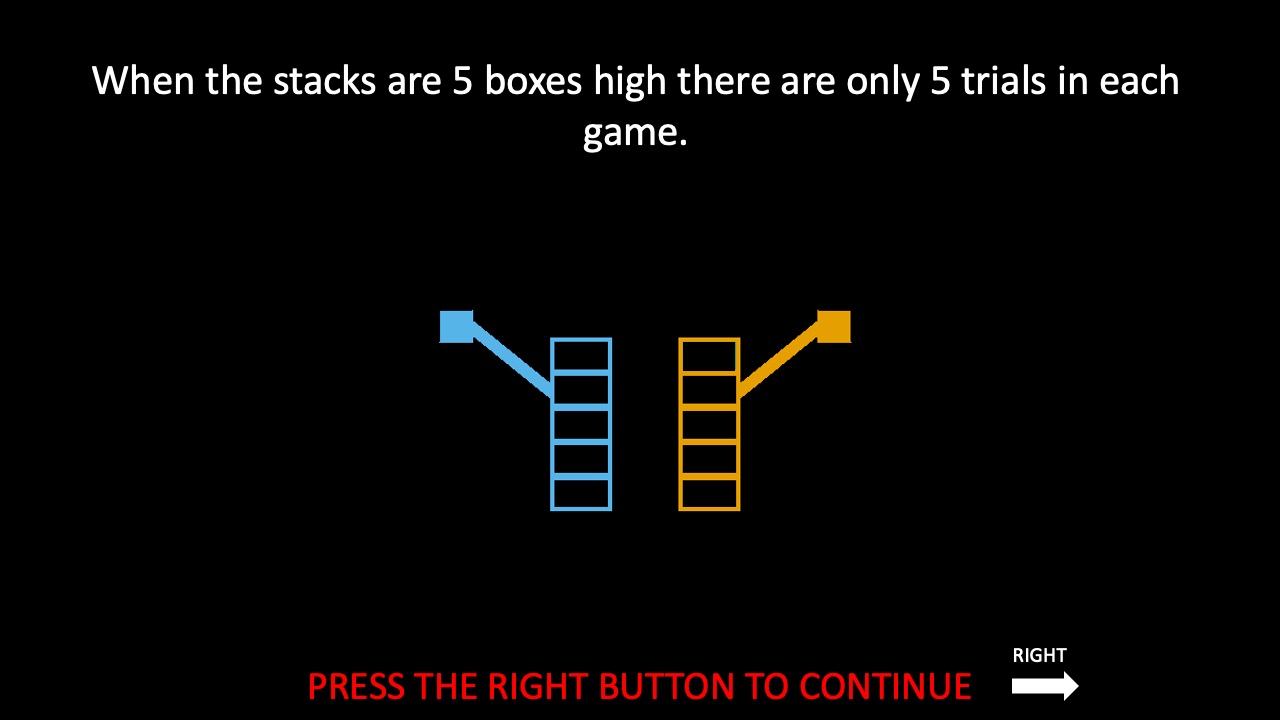 When the stacks are 5 boxes high there are only 5 trials in each
game.
RIGHT
PRESS THE RIGHT BUTTON TO CONTINUE